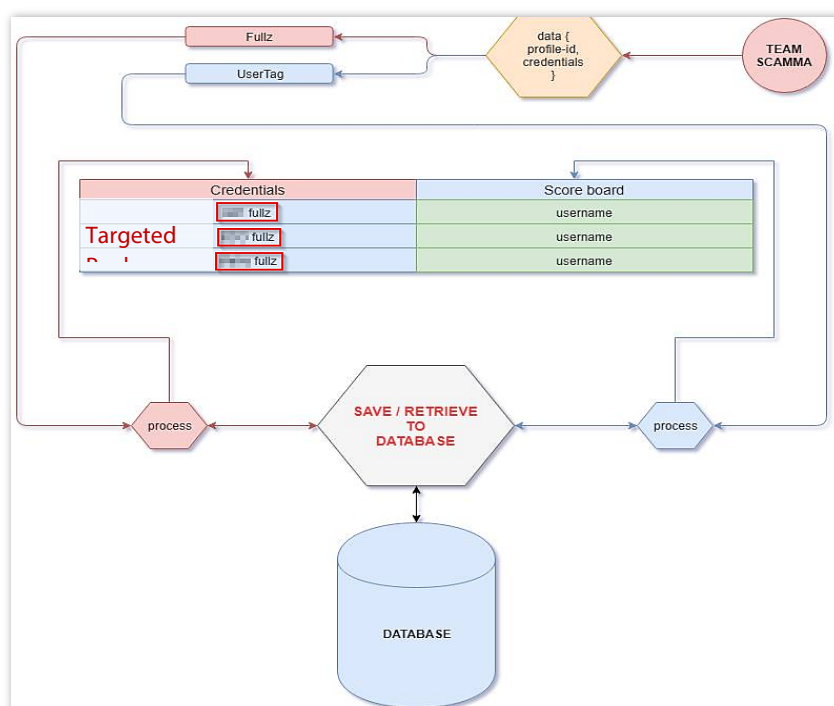 Fullz
UserTag
data {
profile-id,
credentials
}
TEAM
SCAMMA
Credentials
Score board
fullz
username
Targeted
fullz
username
fullz
username
process
SAVE / RETRIEVE
TO
DATABASE
process
DATABASE